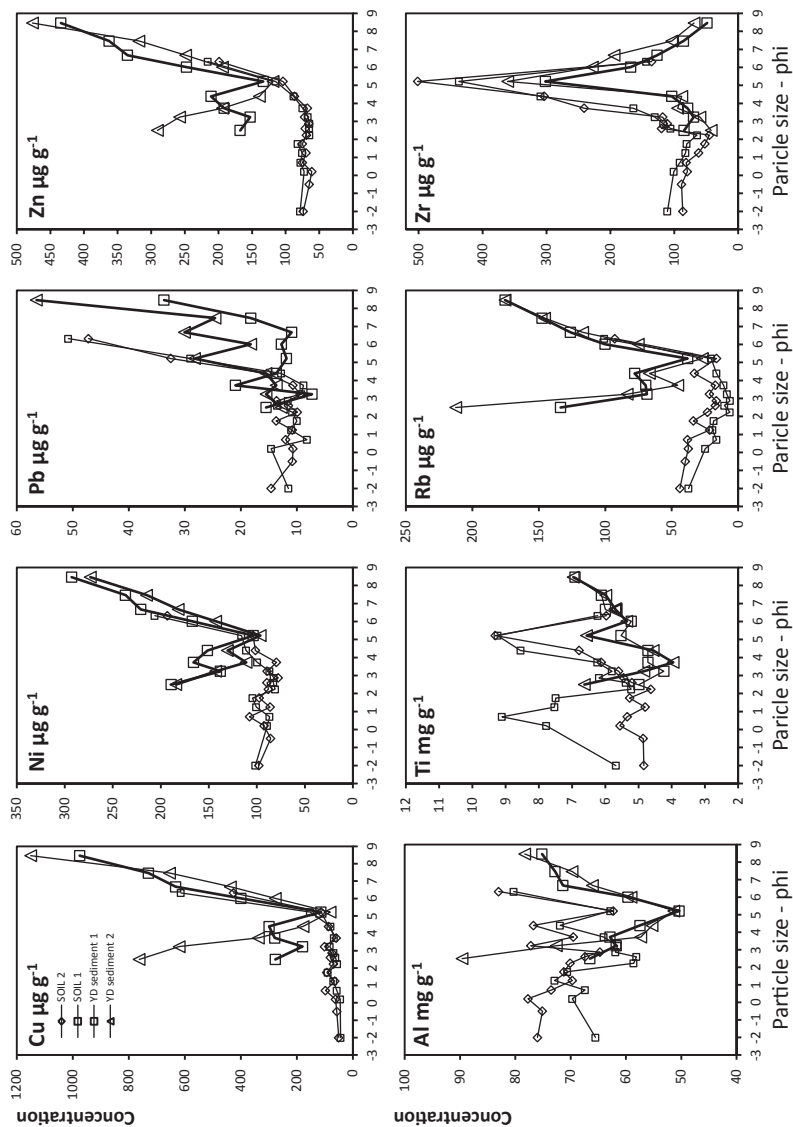 Concentration
1200
1000
800
600
400
200
0
Cu µg g⁻¹
SOIL 2
SOIL 1
YD sediment 1
YD sediment 2
-3 -2 -1 0 1 2 3 4 5 6 7 8 9
350
300
250
200
150
100
50
0
Ni µg g⁻¹
-3 -2 -1 0 1 2 3 4 5 6 7 8 9
60
50
40
30
20
10
0
Pb µg g⁻¹
-3 -2 -1 0 1 2 3 4 5 6 7 8 9
500
450
400
350
300
250
200
150
100
50
0
Zn µg g⁻¹
-3 -2 -1 0 1 2 3 4 5 6 7 8 9
Concentration
100
90
80
70
60
50
40
Al mg g⁻¹
-3 -2 -1 0 1 2 3 4 5 6 7 8 9
Particle size - phi
12
11
10
9
8
7
6
5
4
3
2
Ti mg g⁻¹
-3 -2 -1 0 1 2 3 4 5 6 7 8 9
Paricle size - phi
250
200
150
100
50
0
Rb µg g⁻¹
-3 -2 -1 0 1 2 3 4 5 6 7 8 9
Paricle size - phi
500
400
300
200
100
0
Zr µg g⁻¹
-3 -2 -1 0 1 2 3 4 5 6 7 8 9
Paricle size - phi